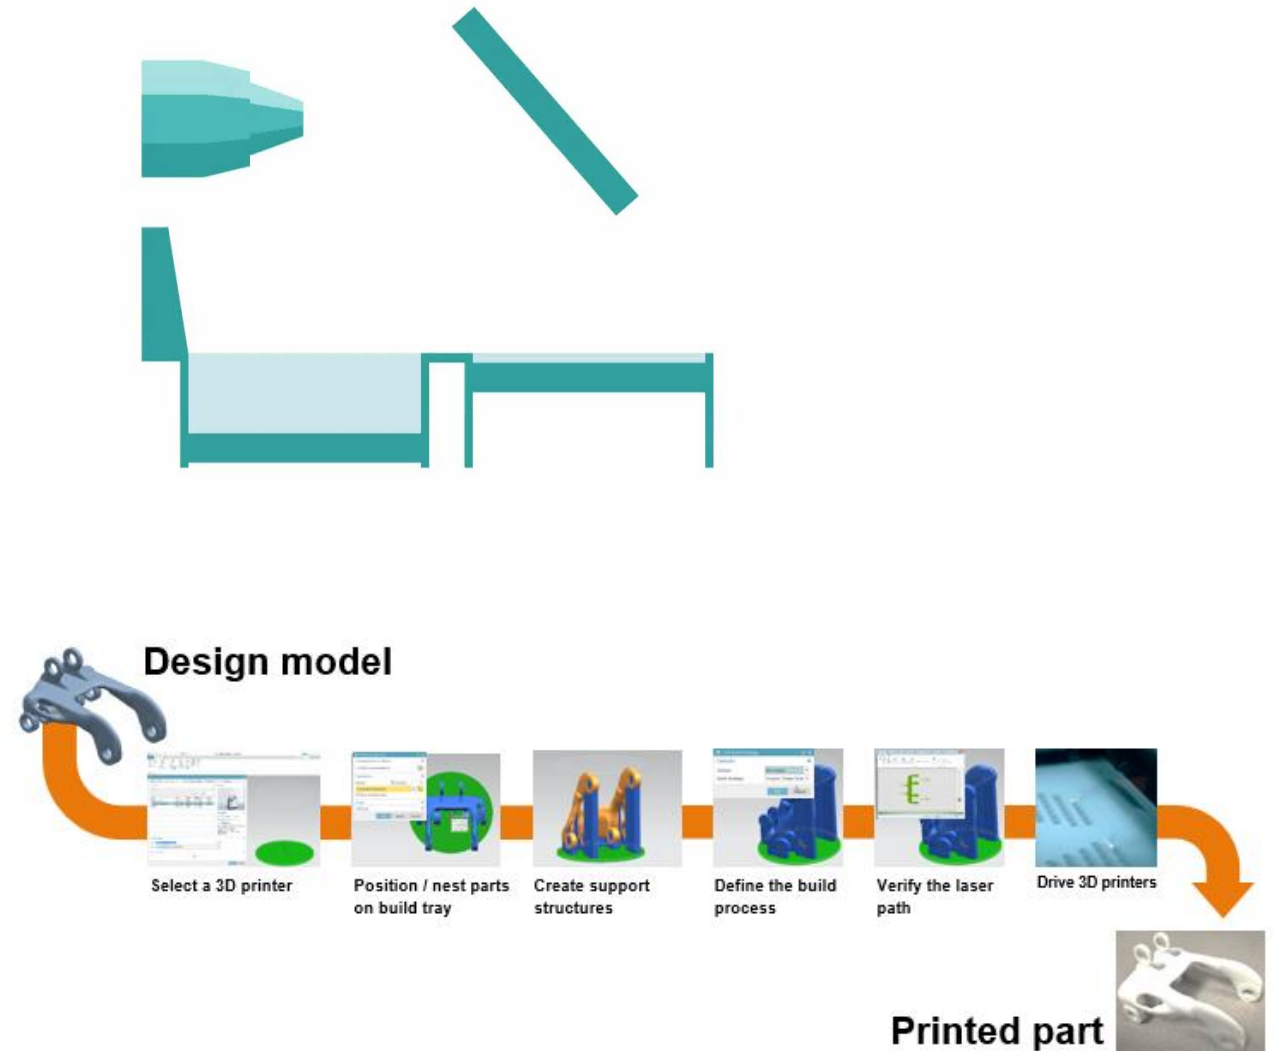 Design model
Select a 3D printer
Position / nest parts
on build tray
Create support
structures
Define the build
process
Verify the laser
path
Drive 3D printers
Printed part